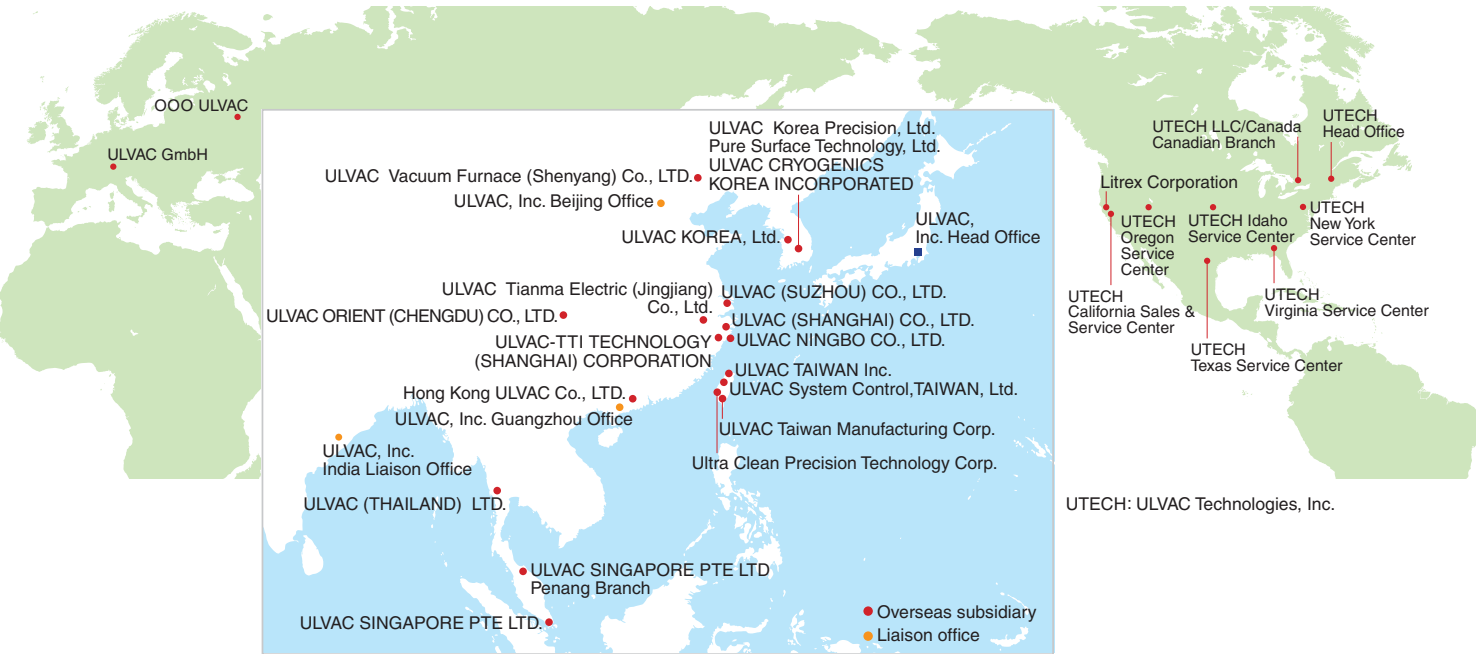 OOO ULVAC
ULVAC GmbH
ULVAC Vacuum Furnace (Shenyang) Co., LTD.
ULVAC, Inc. Beijing Office
ULVAC Korea Precision, Ltd.
Pure Surface Technology, Ltd.
ULVAC CRYOGENICS
KOREA INCORPORATED
ULVAC KOREA, Ltd.
ULVAC,
Inc. Head Office
ULVAC Tianma Electric (Jingjiang)
Co., Ltd.
ULVAC ORIENT (CHENGDU) CO., LTD.
ULVAC-TTI TECHNOLOGY
(SHANGHAI) CORPORATION
ULVAC (SUZHOU) CO., LTD.
ULVAC (SHANGHAI) CO., LTD.
ULVAC NINGBO CO., LTD.
ULVAC TAIWAN Inc.
ULVAC System Control,TAIWAN, Ltd.
Hong Kong ULVAC Co., LTD.
ULVAC, Inc. Guangzhou Office
ULVAC Taiwan Manufacturing Corp.
Ultra Clean Precision Technology Corp.
ULVAC, Inc.
India Liaison Office
ULVAC (THAILAND) LTD.
ULVAC SINGAPORE PTE LTD
Penang Branch
ULVAC SINGAPORE PTE LTD.
Overseas subsidiary
Liaison office
UTECH LLC/Canada
Canadian Branch
UTECH
Head Office
Litrex Corporation
UTECH
Oregon
Service
Center
UTECH Idaho
Service Center
UTECH
New York
Service Center
UTECH
California Sales &
Service Center
UTECH
Virginia Service Center
UTECH
Texas Service Center
UTECH: ULVAC Technologies, Inc.